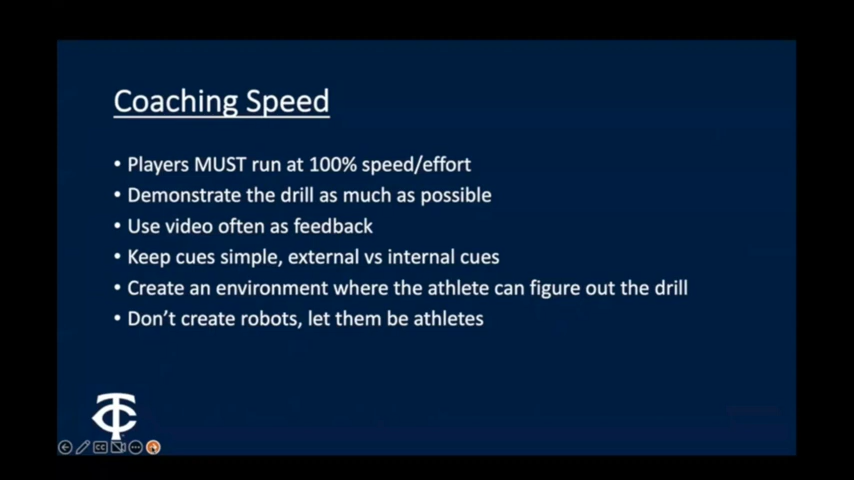 Coaching Speed
• Players MUST run at 100% speed/effort
• Demonstrate the drill as much as possible
• Use video often as feedback
• Keep cues simple, external vs internal cues
• Create an environment where the athlete can figure out the drill
• Don’t create robots, let them be athletes
TC
CC